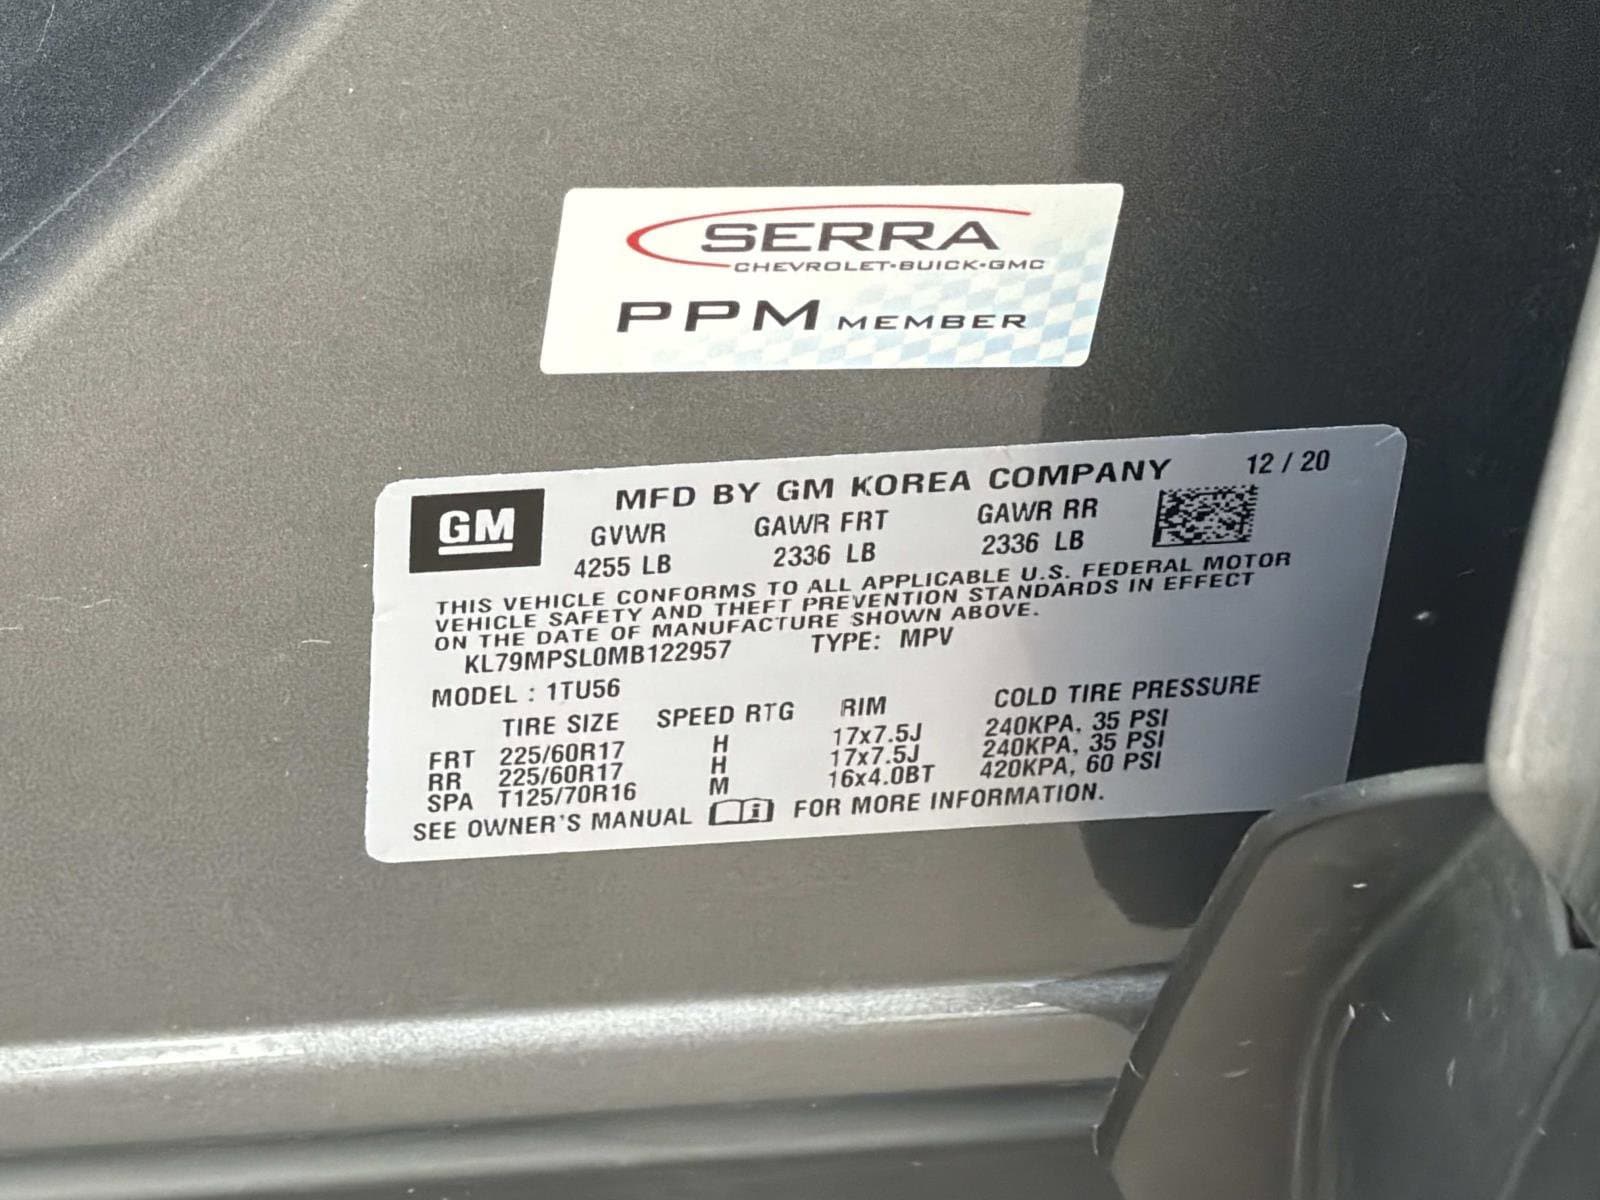 SERRA
CHEVROLET•BUICK•GMC
PPM MEMBER
GM
MFD BY GM KOREA COMPANY 12 / 20
GVWR GAWR FRT GAWR RR
4255 LB 2336 LB 2336 LB
THIS VEHICLE CONFORMS TO ALL APPLICABLE U.S. FEDERAL MOTOR
VEHICLE SAFETY AND THEFT PREVENTION STANDARDS IN EFFECT
ON THE DATE OF MANUFACTURE SHOWN ABOVE.
KL79MPSL0MB122957 TYPE: MPV
MODEL : 1TU56
TIRE SIZE SPEED RTG RIM COLD TIRE PRESSURE
FRT 225/60R17 H 17x7.5J 240KPA, 35 PSI
RR 225/60R17 H 17x7.5J 240KPA, 35 PSI
SPA T125/70R16 M 16x4.0BT 420KPA, 60 PSI
SEE OWNER'S MANUAL FOR MORE INFORMATION.